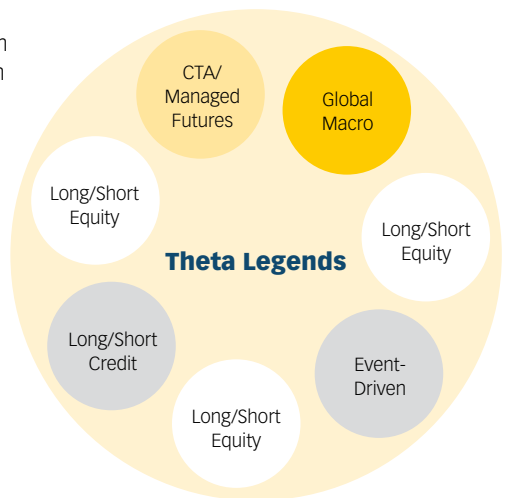 CTA/
Managed
Futures
Global
Macro
Long/Short
Equity
Long/Short
Equity
Theta Legends
Long/Short
Credit
Event-
Driven
Long/Short
Equity